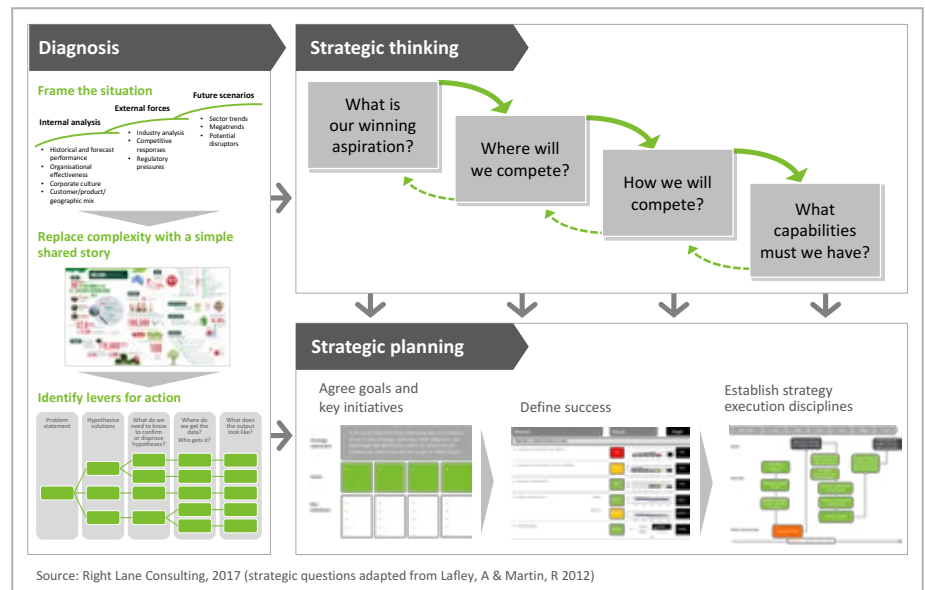 Diagnosis
Frame the situation
Internal analysis
• Historical and forecast
performance
• Organisational
effectiveness
• Corporate culture
• Customer/product/
geographic mix
External forces
• Industry analysis
• Competitive
responses
• Regulatory
pressures
Future scenarios
• Sector trends
• Megatrends
• Potential
disruptors
Replace complexity with a simple
shared story
Identify levers for action
Problem
statement
Hypothesise
solutions
What do we
need to know
to confirm
or disprove
hypotheses?
Where do
we get the
data?
Who gets it?
What does
the output
look like?
Strategic thinking
What is
our winning
aspiration?
Where will
we compete?
How we will
compete?
What
capabilities
must we have?
Strategic planning
Agree goals and
key initiatives
Define success
Establish strategy
execution disciplines
Source: Right Lane Consulting, 2017 (strategic questions adapted from Lafley, A & Martin, R 2012)